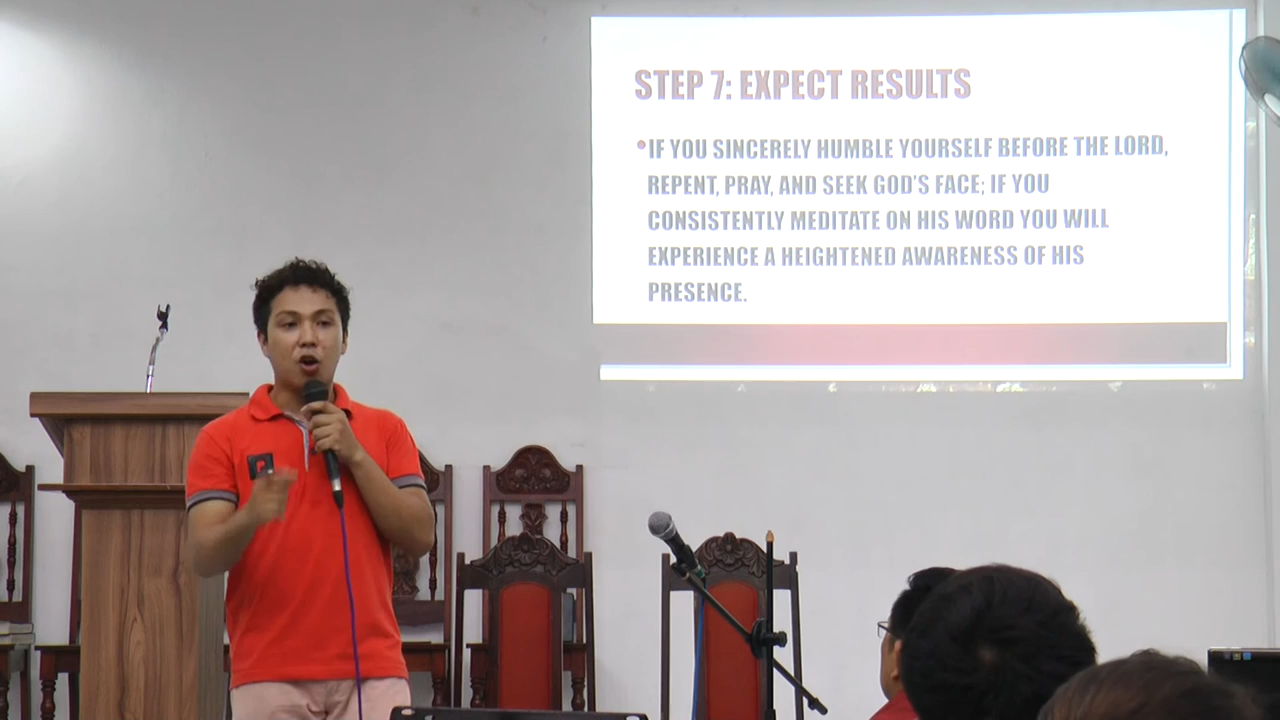 STEP 7: EXPECT RESULTS
•IF YOU SINCERELY HUMBLE YOURSELF BEFORE THE LORD,
REPENT, PRAY, AND SEEK GOD'S FACE; IF YOU
CONSISTENTLY MEDITATE ON HIS WORD YOU WILL
EXPERIENCE A HEIGHTENED AWARENESS OF HIS
PRESENCE.